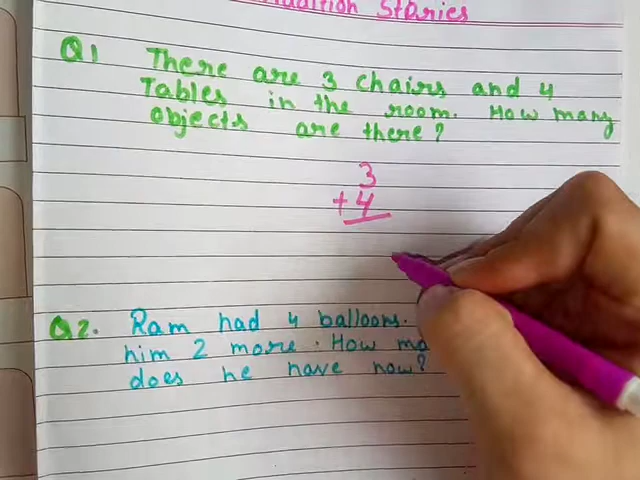 Addition Stories
Q1 There are 3 chairs and 4
Tables in the room. How many
objects are there?
3
+ 4
Q2. Ram had 4 balloons.
him 2 more. How
does he have now?